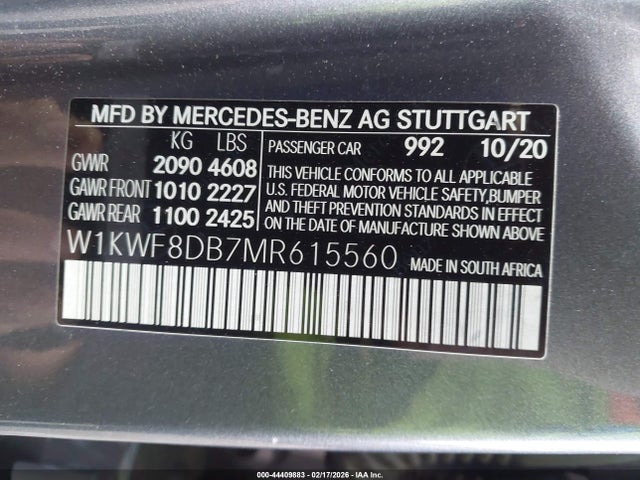 MFD BY MERCEDES-BENZ AG STUTTGART
KG LBS
GVWR 2090 4608
GAWR FRONT 1010 2227
GAWR REAR 1100 2425
PASSENGER CAR 992 10/20
THIS VEHICLE CONFORMS TO ALL APPLICABLE
U.S. FEDERAL MOTOR VEHICLE SAFETY,BUMPER
AND THEFT PREVENTION STANDARDS IN EFFECT
ON THE DATE OF MANUFACTURE SHOWN ABOVE
W1KWF8DB7MR615560 MADE IN SOUTH AFRICA
000-44409883 - 02/17/2026 - IAA Inc.